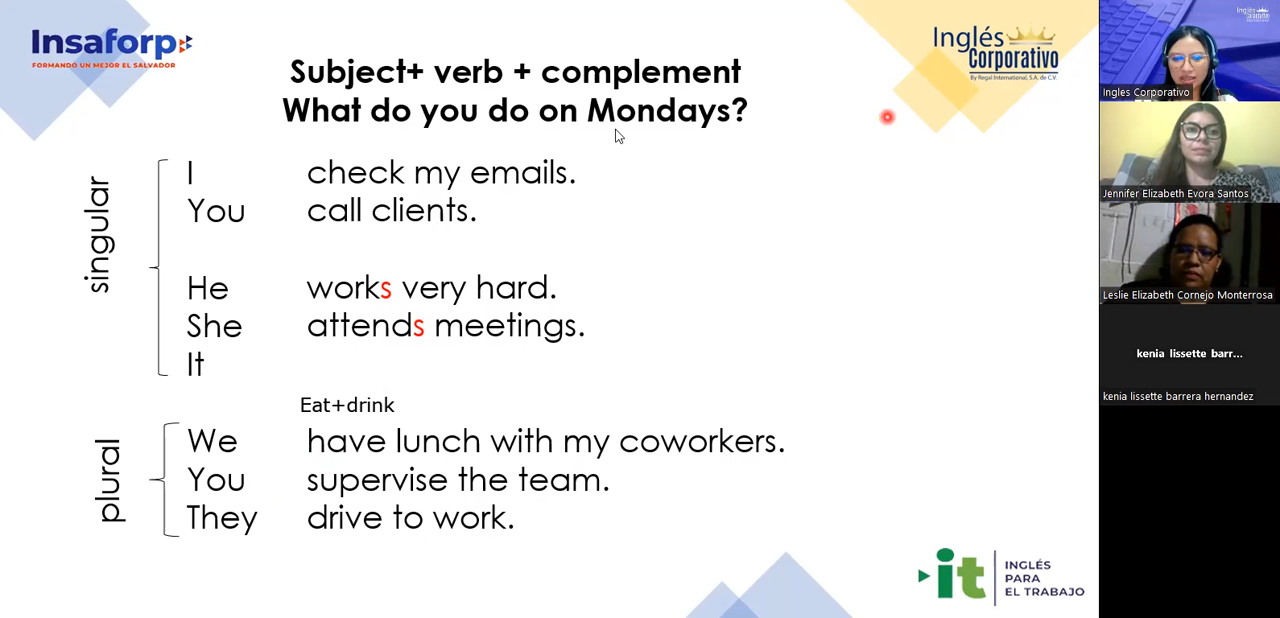 Insaforp
FORMANDO UN MEJOR EL SALVADOR
Inglés
Corporativo
By Regal International, S.A. de C.V.
Subject+ verb + complement
What do you do on Mondays?
singular
I check my emails.
You call clients.
He works very hard.
She attends meetings.
It
Eat+drink
plural
We have lunch with my coworkers.
You supervise the team.
They drive to work.
it
INGLÉS
PARA
EL TRABAJO
Inglés
Corporativo
Ingles Corporativo
Jennifer Elizabeth Evora Santos
Leslie Elizabeth Cornejo Monterrosa
kenia lissette barr...
kenia lissette barrera hernandez